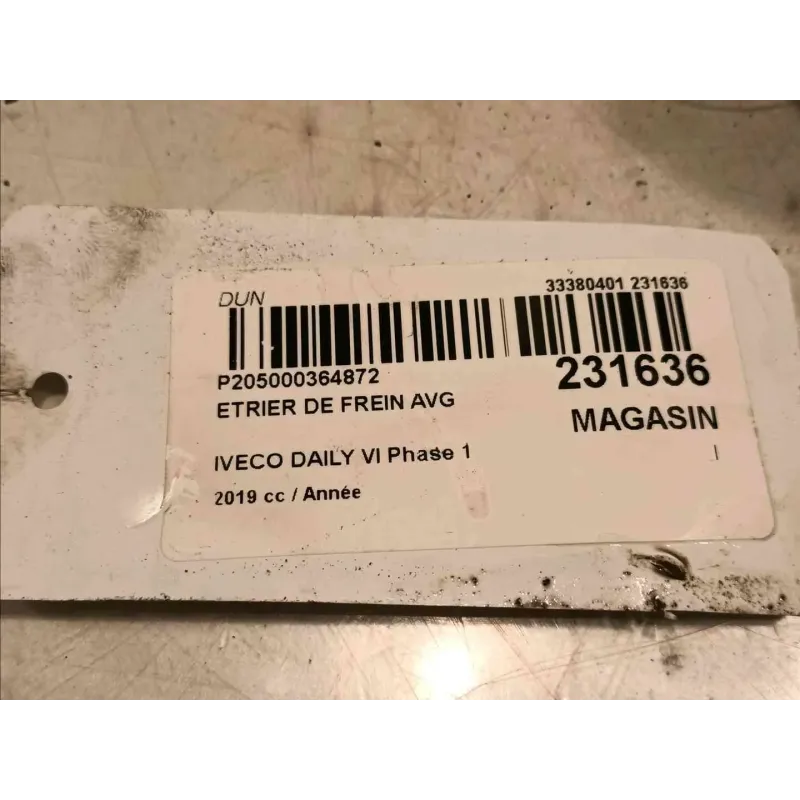 DUN
33380401 231636
P205000364872
231636
ETRIER DE FREIN AVG
MAGASIN
IVECO DAILY VI Phase 1
2019 cc / Année